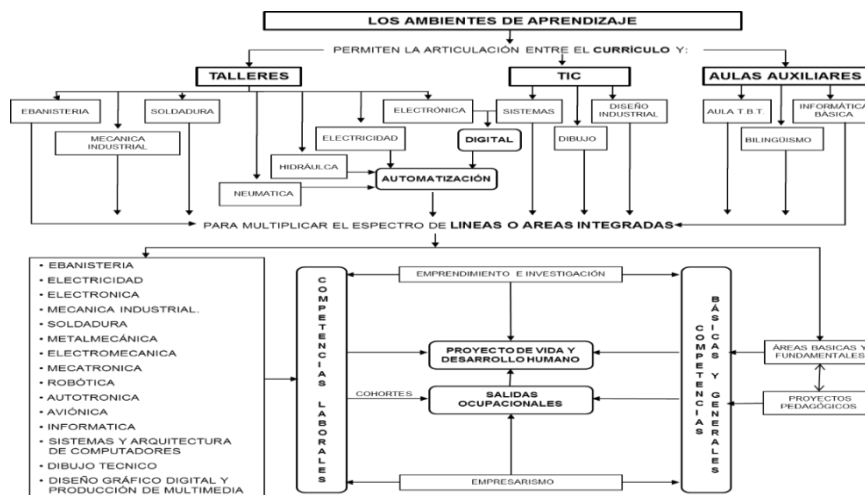 LOS AMBIENTES DE APRENDIZAJE
PERMITEN LA ARTICULACIÓN ENTRE EL CURRÍCULO Y:
TALLERES
TIC
AULAS AUXILIARES
EBANISTERIA
SOLDADURA
ELECTRÓNICA
SISTEMAS
DISEÑO
INDUSTRIAL
AULA T.B.T.
INFORMÁTICA
BÁSICA
MECANICA
INDUSTRIAL
ELECTRICIDAD
DIGITAL
DIBUJO
BILINGÜISMO
HIDRÁULCA
AUTOMATIZACIÓN
NEUMATICA
PARA MULTIPLICAR EL ESPECTRO DE LINEAS O AREAS INTEGRADAS
• EBANISTERIA
• ELECTRICIDAD
• ELECTRONICA
• MECANICA INDUSTRIAL.
• SOLDADURA
• METALMECÁNICA
• ELECTROMECANICA
• MECATRONICA
• ROBÓTICA
• AUTOTRONICA
• AVIÓNICA
• INFORMATICA
• SISTEMAS Y ARQUITECTURA
DE COMPUTADORES
• DIBUJO TECNICO
• DISEÑO GRÁFICO DIGITAL Y
PRODUCCIÓN DE MULTIMEDIA
COMPETENCIAS LABORALES
EMPRENDIMIENTO E INVESTIGACIÓN
PROYECTO DE VIDA Y
DESARROLLO HUMANO
COHORTES
SALIDAS
OCUPACIONALES
EMPRESARISMO
COMPETENCIAS
BÁSICAS Y GENERALES
ÁREAS BASICAS Y
FUNDAMENTALES
PROYECTOS
PEDAGÓGICOS